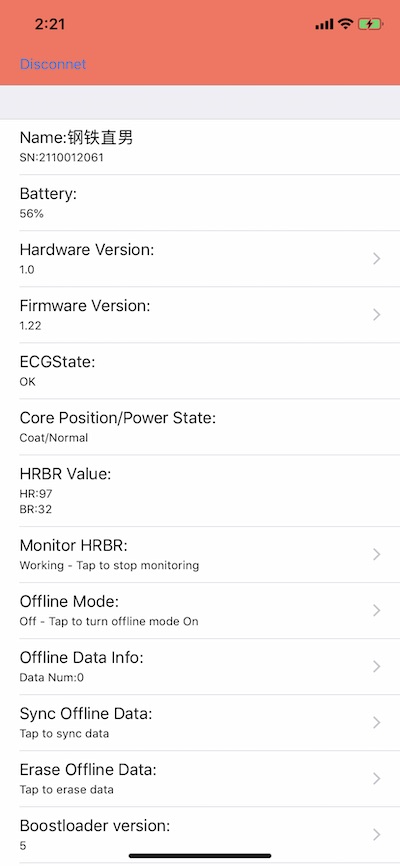 2:21
Disconnet
Name:钢铁直男
SN:2110012061
Battery:
56%
Hardware Version:
1.0
Firmware Version:
1.22
ECGState:
OK
Core Position/Power State:
Coat/Normal
HRBR Value:
HR:97
BR:32
Monitor HRBR:
Working - Tap to stop monitoring
Offline Mode:
Off - Tap to turn offline mode On
Offline Data Info:
Data Num:0
Sync Offline Data:
Tap to sync data
Erase Offline Data:
Tap to erase data
Boostloader version:
5